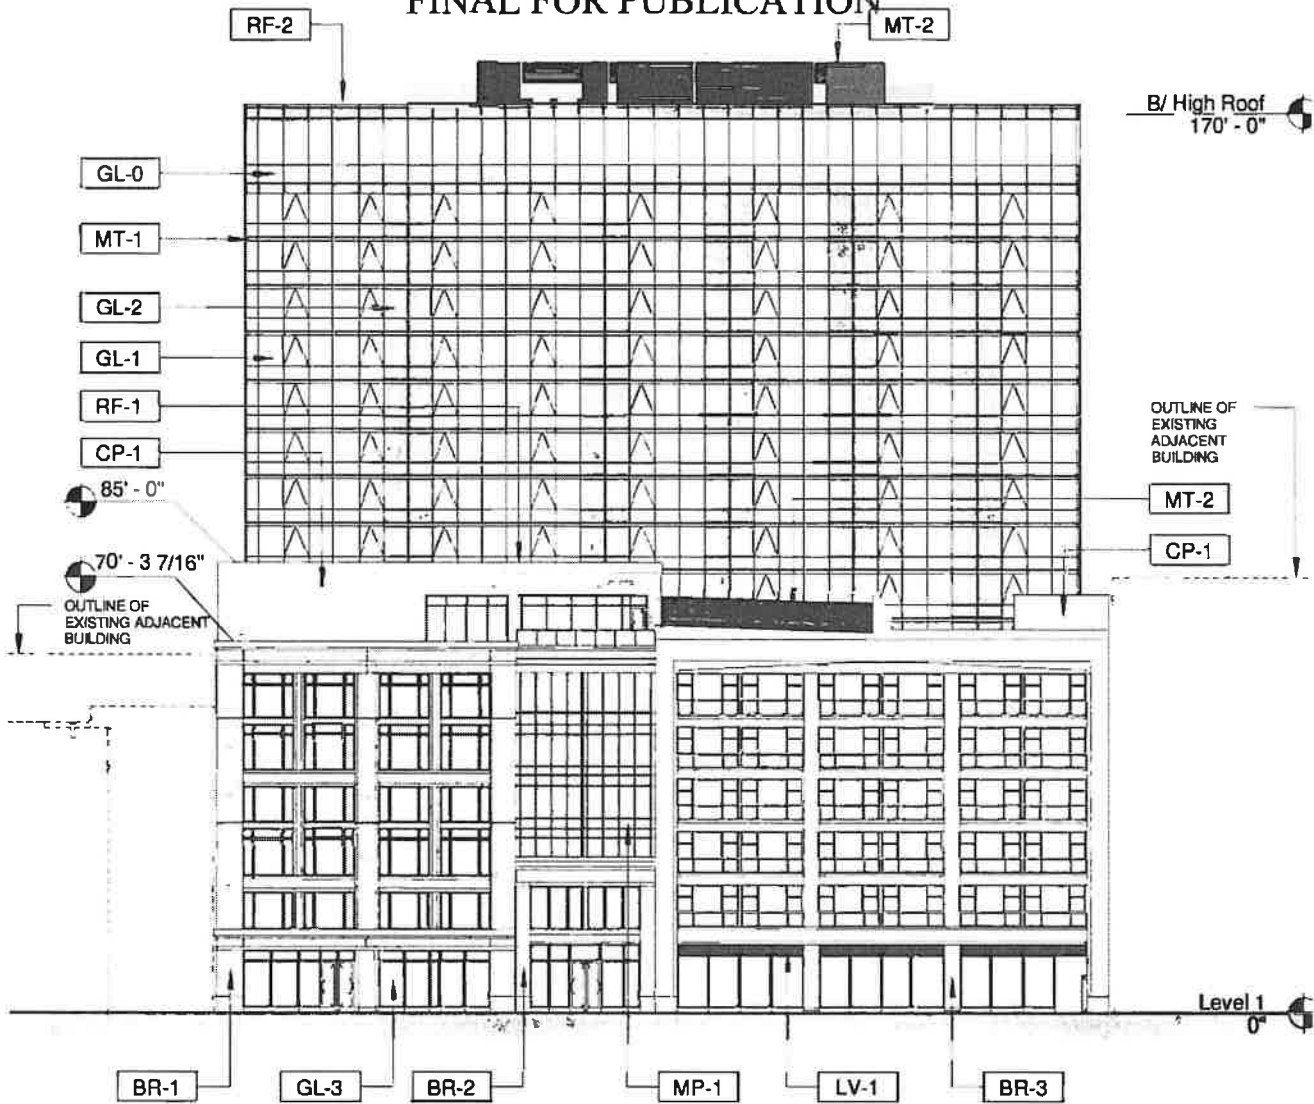 FINAL FOR PUBLICATION
RF-2
MT-2
B/ High Roof
170' - 0"
GL-0
MT-1
GL-2
GL-1
RF-1
CP-1
85' - 0"
70' - 3 7/16"
OUTLINE OF
EXISTING ADJACENT
BUILDING
OUTLINE OF
EXISTING
ADJACENT
BUILDING
MT-2
CP-1
Level 1
0"
BR-1
GL-3
BR-2
MP-1
LV-1
BR-3